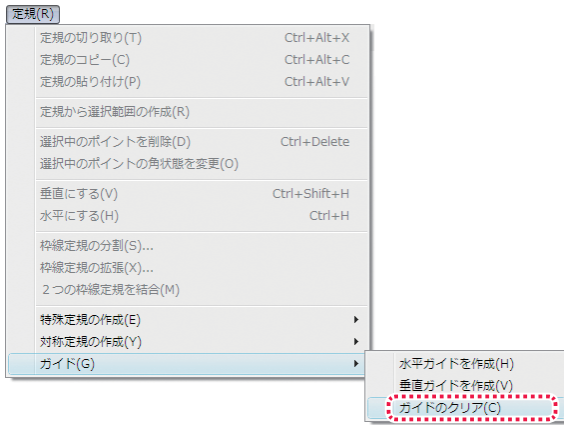 定規(R)
定規の切り取り(T) Ctrl+Alt+X
定規のコピー(C) Ctrl+Alt+C
定規の貼り付け(P) Ctrl+Alt+V
定規から選択範囲の作成(R)
選択中のポイントを削除(D) Ctrl+Delete
選択中のポイントの角状態を変更(O)
垂直にする(V) Ctrl+Shift+H
水平にする(H) Ctrl+H
枠線定規の分割(S)...
枠線定規の拡張(X)...
２つの枠線定規を結合(M)
特殊定規の作成(E)
対称定規の作成(Y)
ガイド(G)
水平ガイドを作成(H)
垂直ガイドを作成(V)
ガイドのクリア(C)